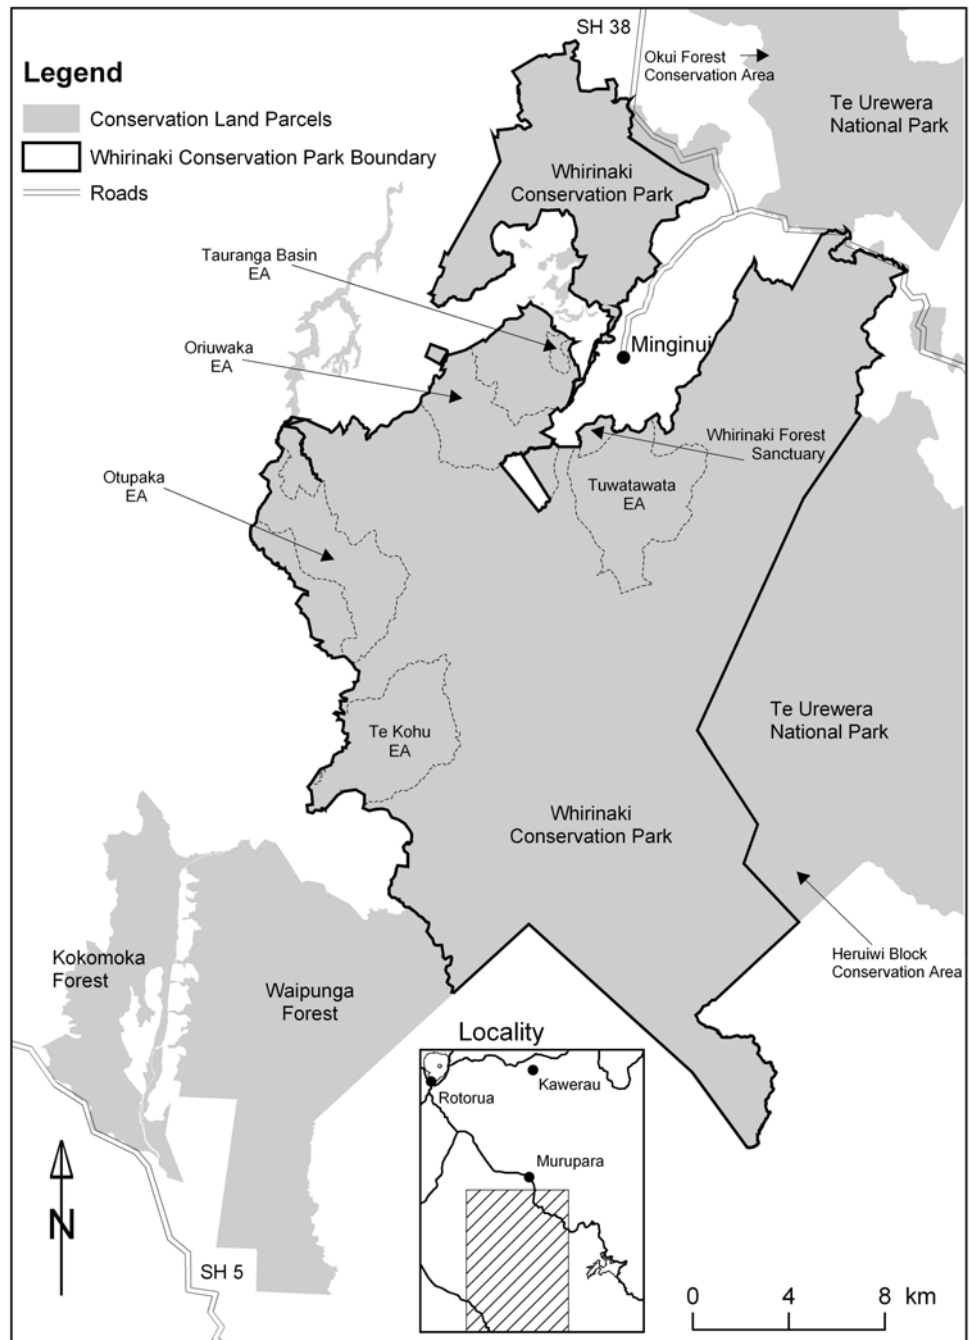 SH 38
Okui Forest
Conservation Area
Legend
Conservation Land Parcels
Whirinaki Conservation Park Boundary
Roads
Te Urewera
National Park
Whirinaki
Conservation Park
Tauranga Basin
EA
Oriuwaka
EA
Minginui
Whirinaki Forest
Sanctuary
Otupaka
EA
Tuwatawata
EA
Te Kohu
EA
Te Urewera
National Park
Whirinaki
Conservation Park
Kokomoka
Forest
Waipunga
Forest
Heruiwi Block
Conservation Area
Locality
Kawerau
Rotorua
Murupara
N
SH 5
0 4 8 km